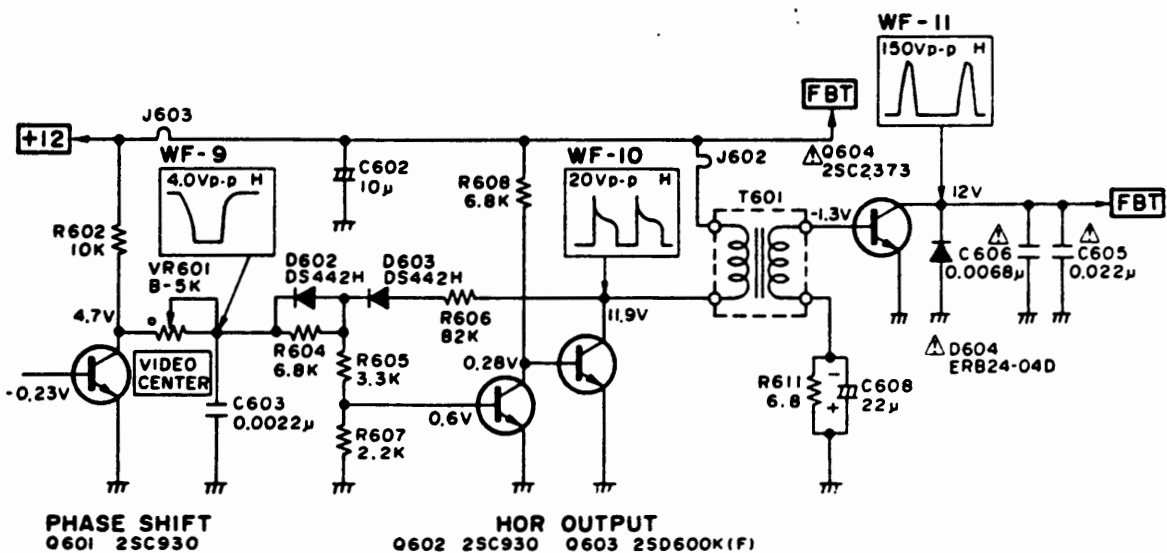 WF-11
150Vp-p H
FBT
+12
J603
WF-9
4.0Vp-p H
C602
10μ
R608
6.8K
WF-10
20Vp-p H
J602
⚠ Q604
2SC2373
12V
FBT
T601
-1.3V
R602
10K
VR601
B-5K
D602
DS442H
D603
DS442H
⚠
C606
0.0068μ
⚠
C605
0.022μ
4.7V
R604
6.8K
R606
82K
11.9V
⚠ D604
ERB24-04D
VIDEO
CENTER
R605
3.3K
0.28V
-0.23V
C603
0.0022μ
0.6V
R607
2.2K
R611
6.8
-
+
C608
22μ
PHASE SHIFT
Q601 2SC930
HOR OUTPUT
Q602 2SC930 Q603 2SD600K(F)